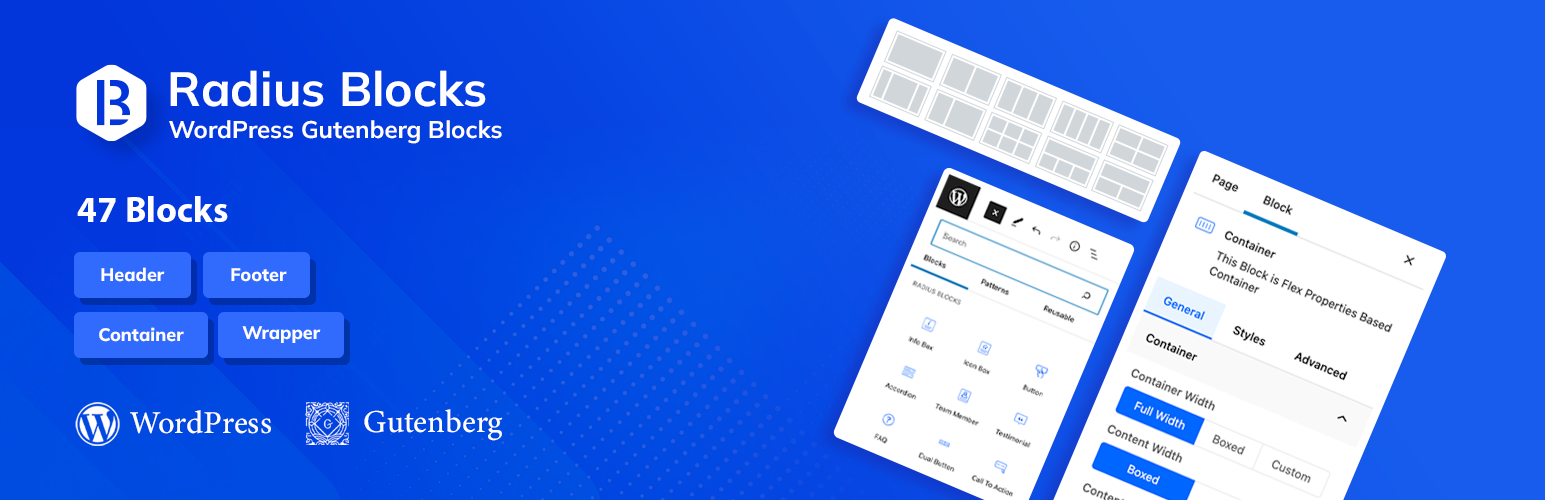 Radius Blocks
WordPress Gutenberg Blocks
47 Blocks
Header
Footer
Container
Wrapper
WordPress
G
Gutenberg
Search
Blocks
Patterns
Reusable
RADIUS BLOCKS
Info Box
Icon Box
Button
Accordion
Team Member
Testimonial
FAQ
Dual Button
Call To Action
Page
Block
Container
This Block is Flex Properties Based
Container
General
Styles
Advanced
Container
Container Width
Full Width
Boxed
Custom
Content Width
Boxed